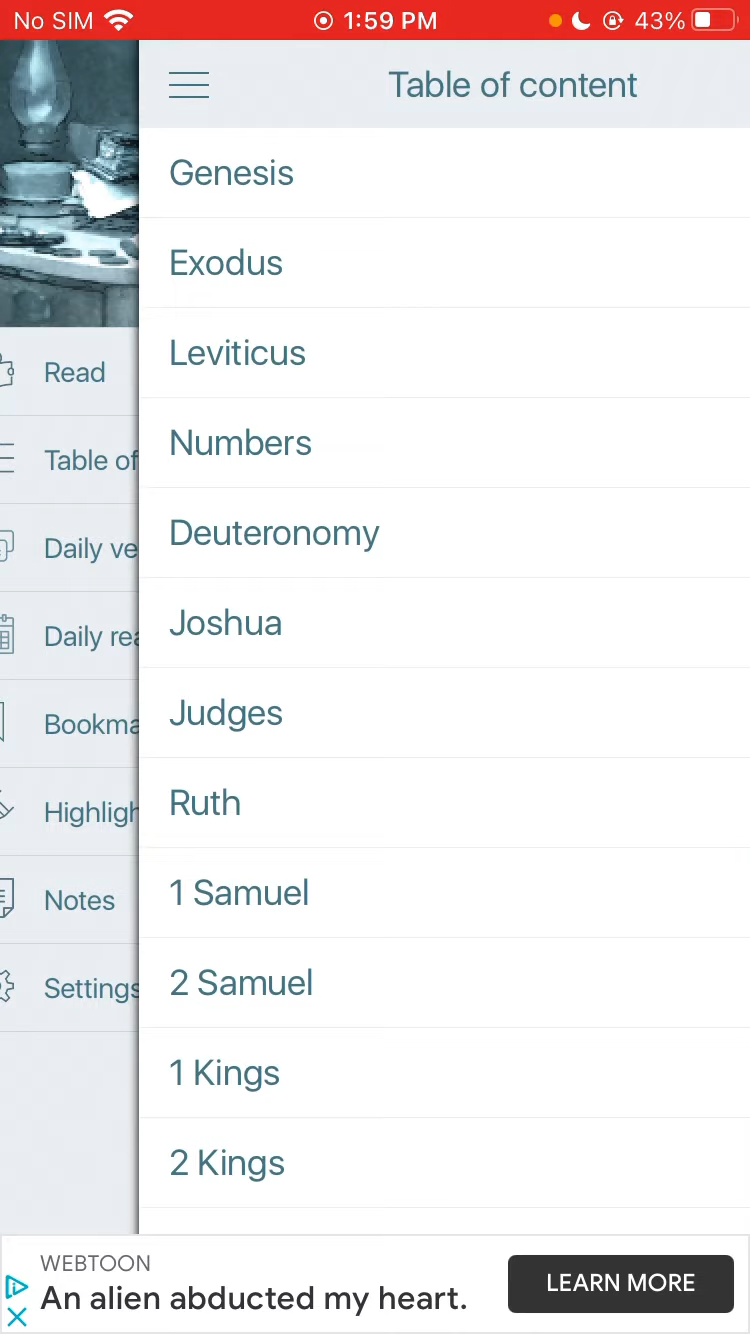 No SIM 1:59 PM 43%
Table of content
Genesis
Exodus
Leviticus
Numbers
Deuteronomy
Joshua
Judges
Ruth
1 Samuel
2 Samuel
1 Kings
2 Kings
Read
Table of
Daily ve
Daily rea
Bookma
Highligh
Notes
Settings
WEBTOON
An alien abducted my heart.
LEARN MORE